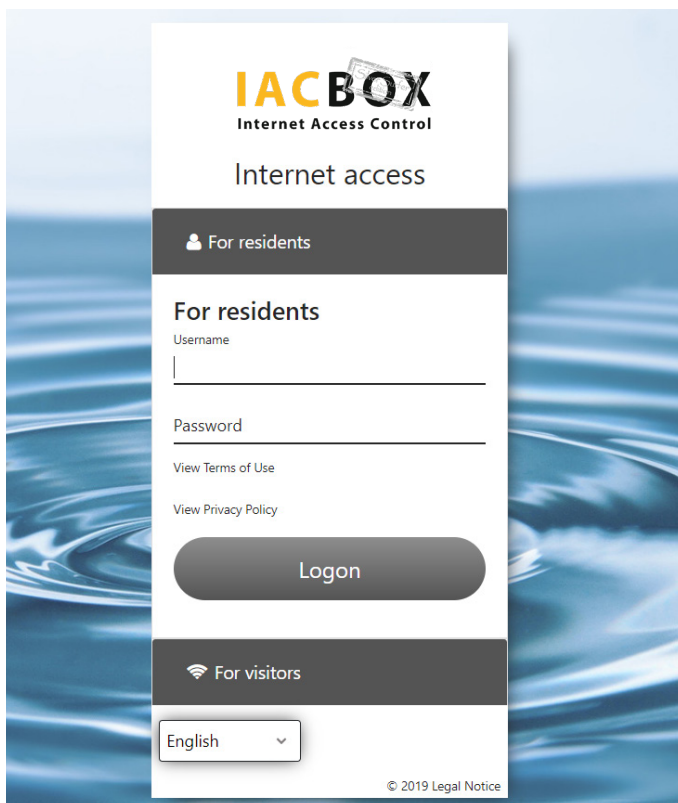 IACBOX
Internet Access Control
Internet access
For residents
For residents
Username
Password
View Terms of Use
View Privacy Policy
Logon
For visitors
English
© 2019 Legal Notice